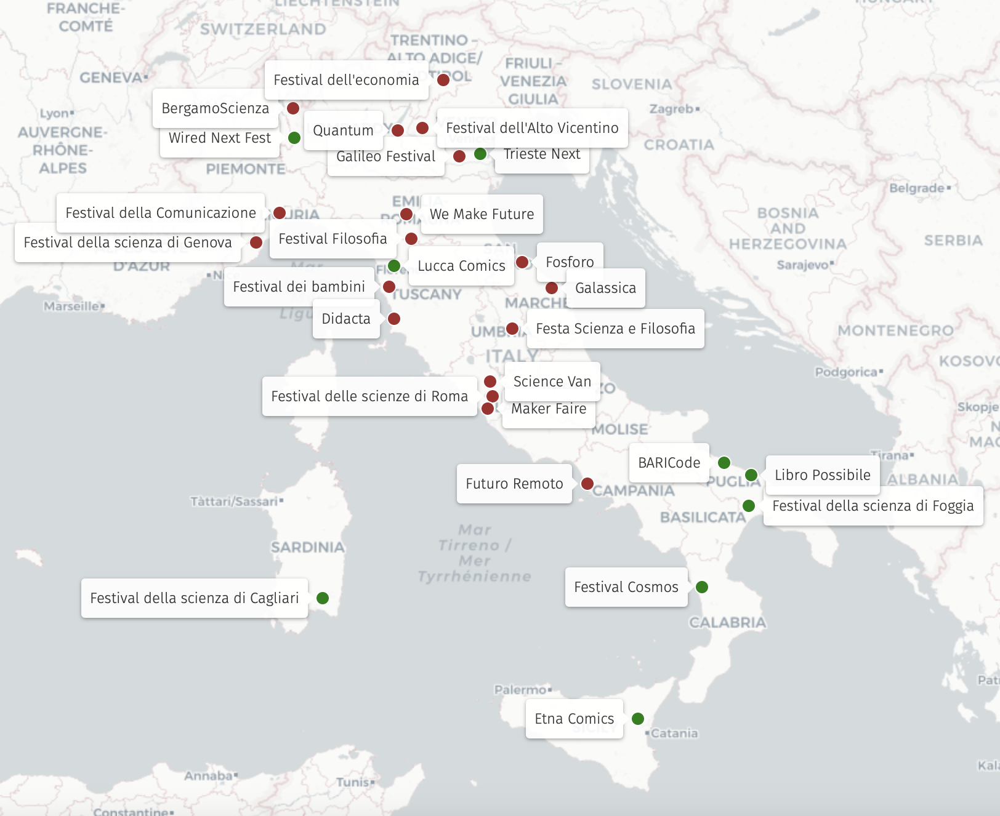 LIECHTENSTEIN
FRANCHE-
COMTÉ
SWITZERLAND
TRENTINO –
ALTO ADIGE/
FRIULI –
VENEZIA
GIULIA
SLOVENIA
GENEVA
Festival dell'economia
BergamoScienza
Zagreb
Lyon
AUVERGNE-
RHÔNE-
ALPES
Wired Next Fest
Quantum
Festival dell'Alto Vicentino
CROATIA
Galileo Festival
Trieste Next
PIEMONTE
Belgrade
Festival della Comunicazione
We Make Future
BOSNIA
AND
HERZEGOVINA
SERBIA
Festival della scienza di Genova
Festival Filosofia
D'AZUR
Lucca Comics
Fosforo
Sarajevo
Festival dei bambini
Galassica
TUSCANY
MARCHE
Marseille
Didacta
Festa Scienza e Filosofia
MONTENEGRO
ITALY
KOSOVO
Podgorica
Science Van
Festival delle scienze di Roma
Maker Faire
Skopje
MOLISE
BARICode
Tirana
Libro Possibile
PUGLIA
ALBANIA
Futuro Remoto
CAMPANIA
Tàttari/Sassari
Festival della scienza di Foggia
BASILICATA
Mar
Tirreno /
Mer
Tyrrhénienne
SARDINIA
Festival Cosmos
Festival della scienza di Cagliari
CALABRIA
Palermo
Etna Comics
SICILY
Catania
Annaba
Tunis
Constantine